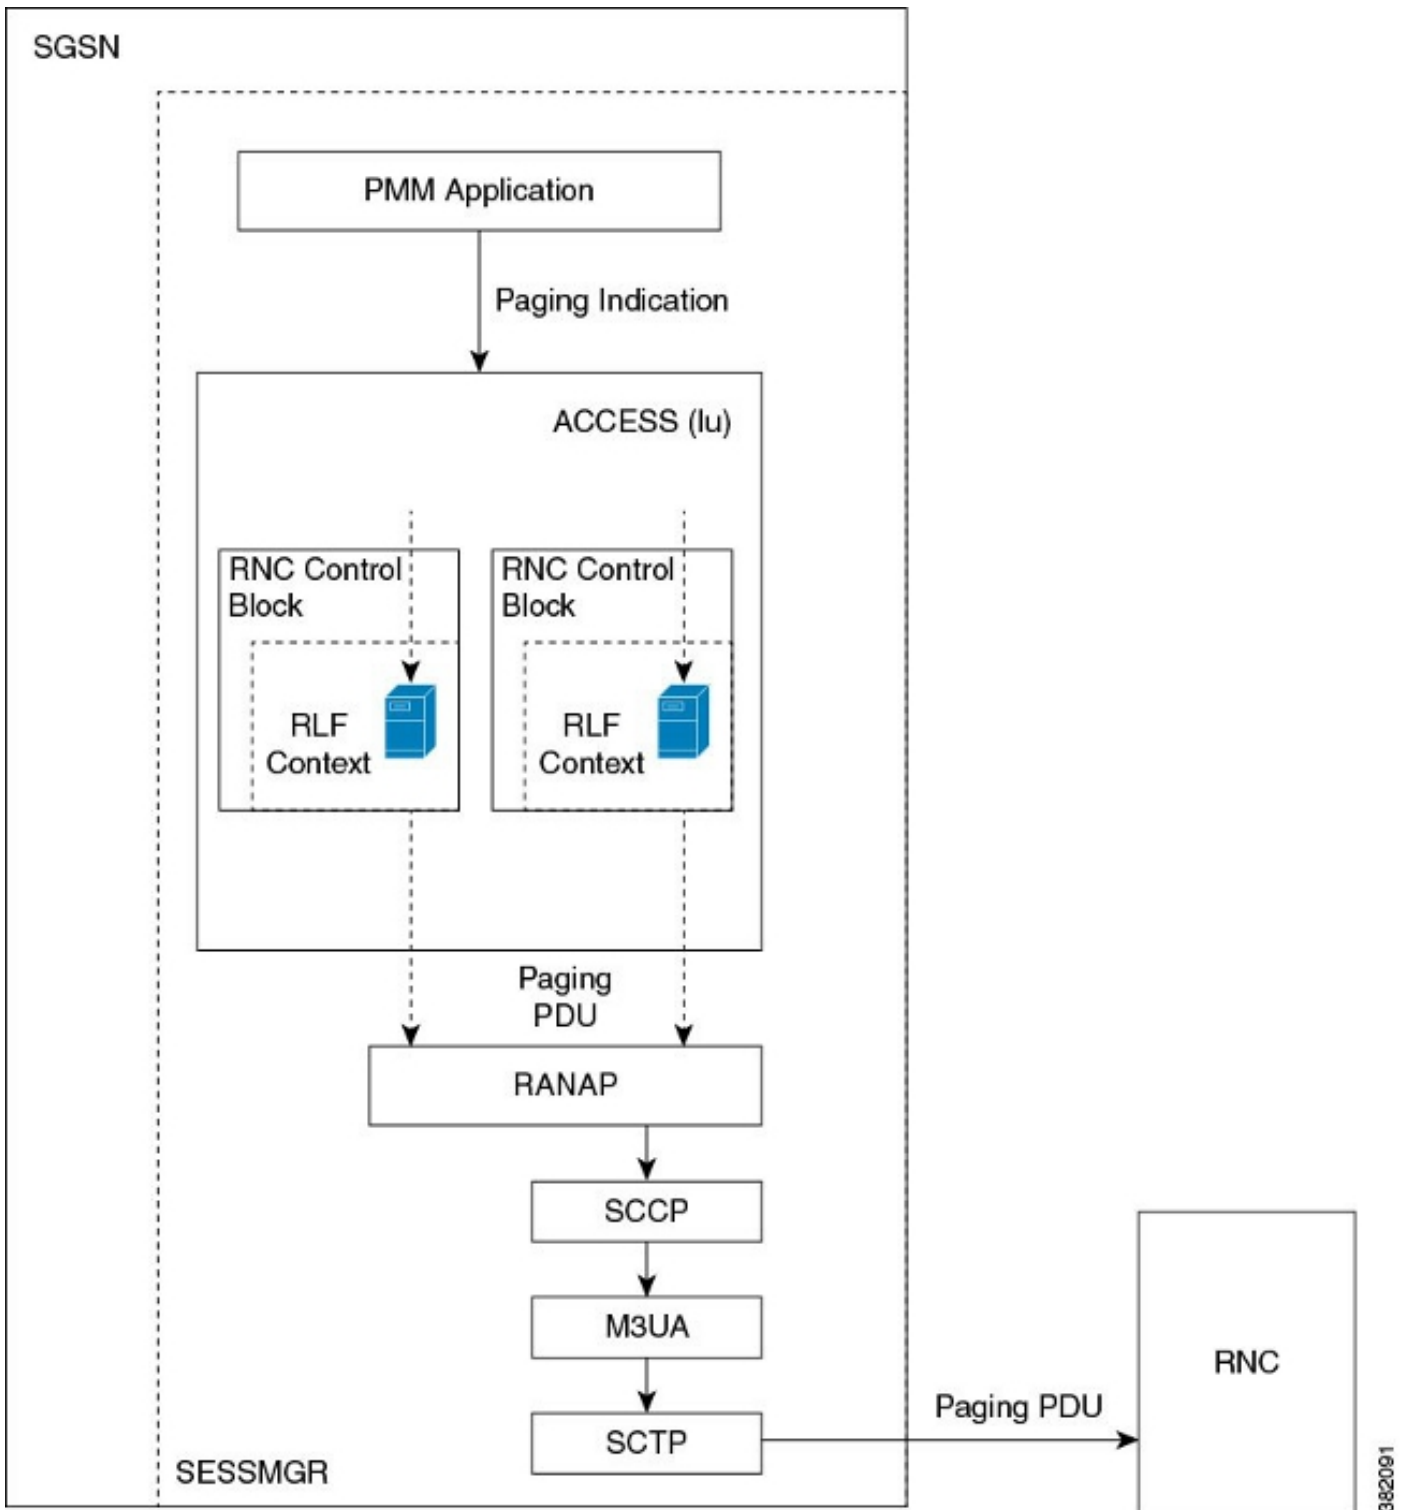 SGSN
PMM Application
Paging Indication
ACCESS (Iu)
RNC Control
Block
RLF
Context
RNC Control
Block
RLF
Context
Paging
PDU
RANAP
SCCP
M3UA
SCTP
SESSMGR
Paging PDU
RNC
382091